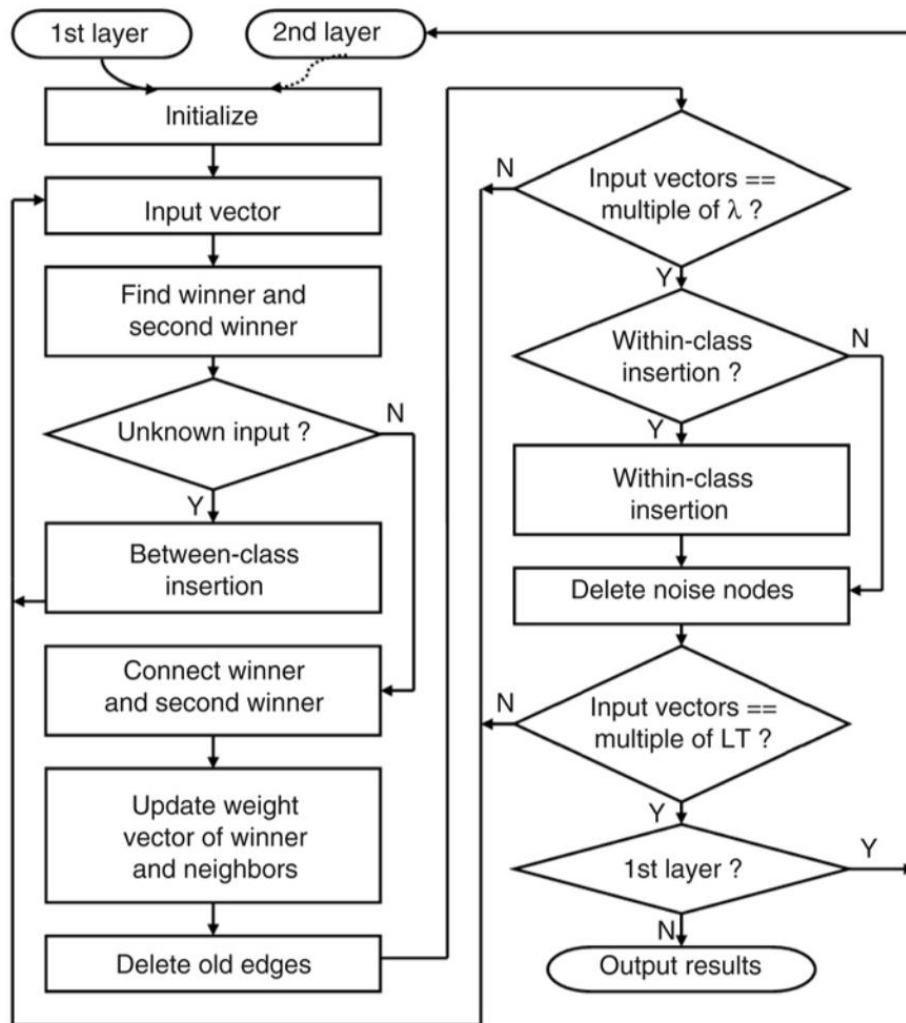 1st layer
2nd layer
Initialize
Input vector
Find winner and
second winner
Unknown input ?
N
Y
Between-class
insertion
Connect winner
and second winner
Update weight
vector of winner
and neighbors
Delete old edges
N
Input vectors ==
multiple of λ ?
Y
Within-class
insertion ?
N
Y
Within-class
insertion
Delete noise nodes
N
Input vectors ==
multiple of LT ?
Y
1st layer ?
Y
N
Output results